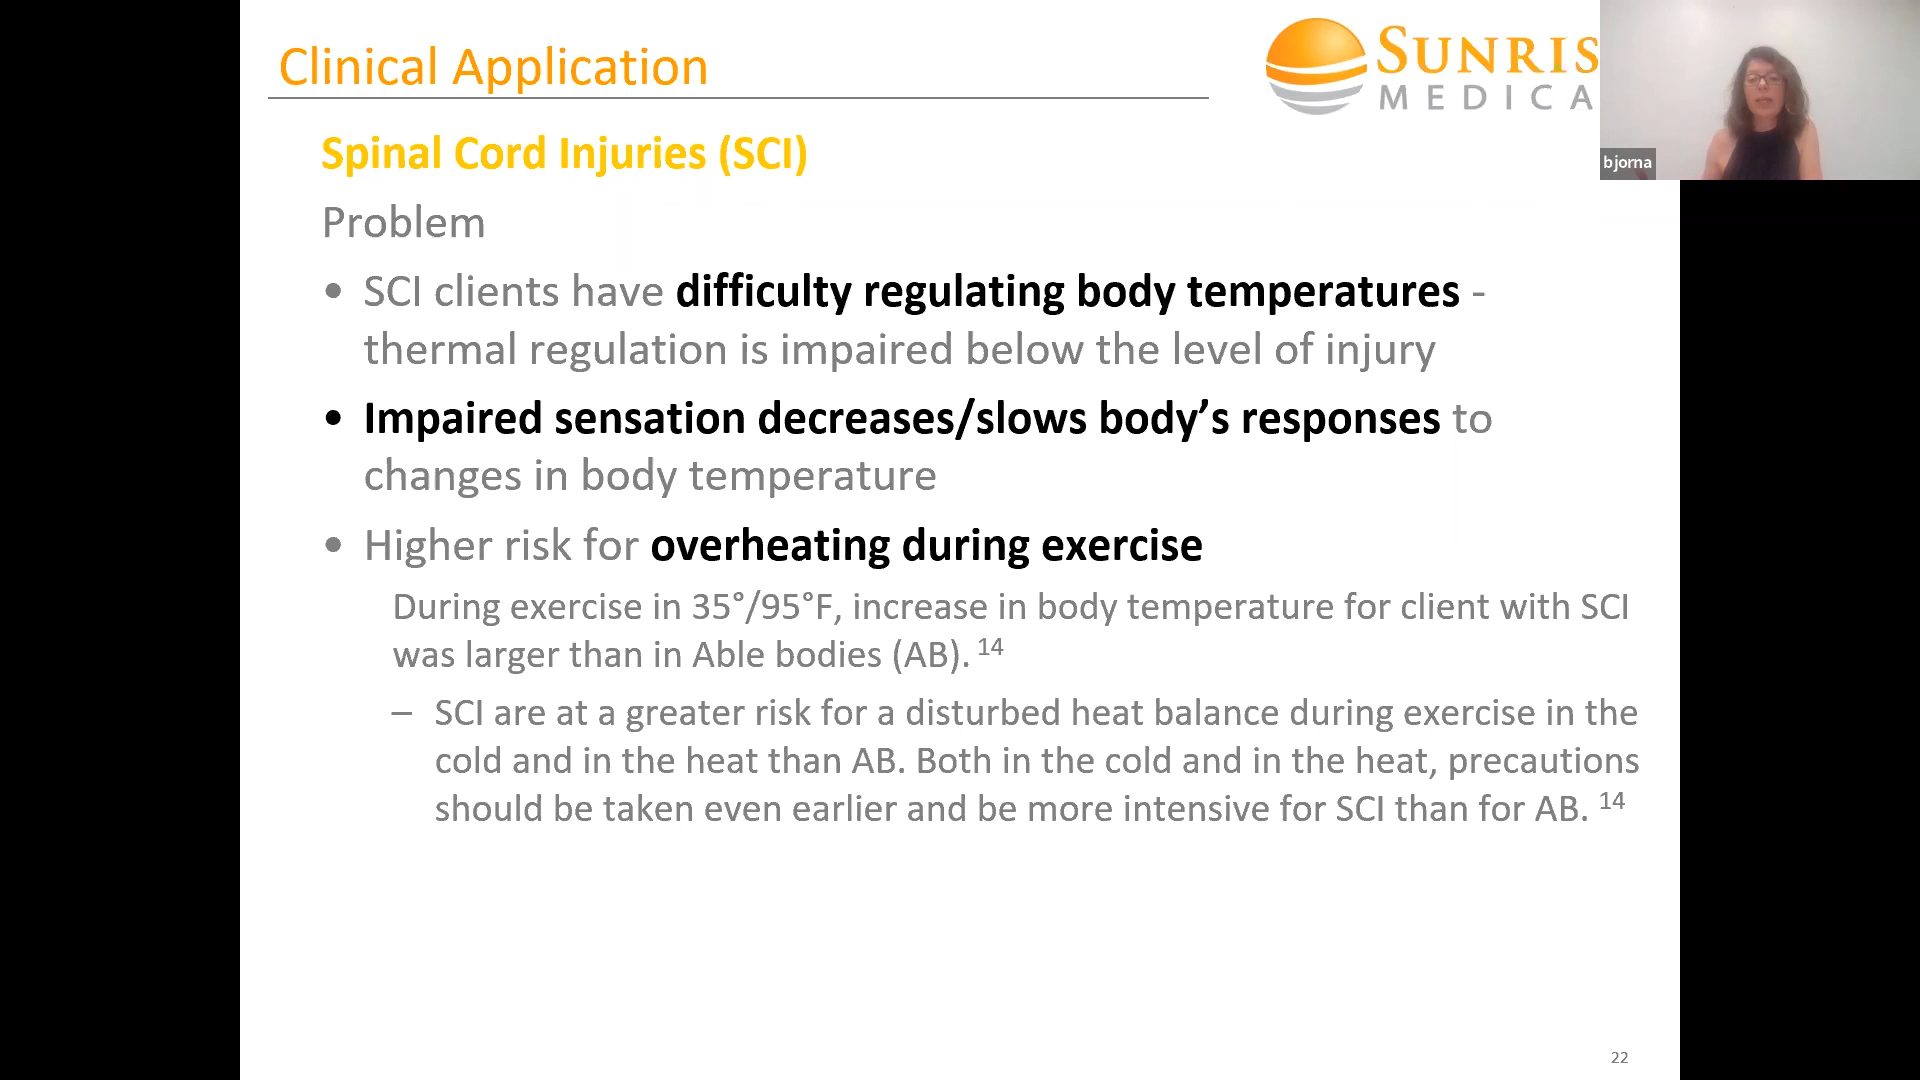 Clinical Application
SUNRIS
MEDICA
bjorna
Spinal Cord Injuries (SCI)
Problem
• SCI clients have difficulty regulating body temperatures -
thermal regulation is impaired below the level of injury
• Impaired sensation decreases/slows body’s responses to
changes in body temperature
• Higher risk for overheating during exercise
During exercise in 35°/95°F, increase in body temperature for client with SCI
was larger than in Able bodies (AB). 14
– SCI are at a greater risk for a disturbed heat balance during exercise in the
cold and in the heat than AB. Both in the cold and in the heat, precautions
should be taken even earlier and be more intensive for SCI than for AB. 14
22